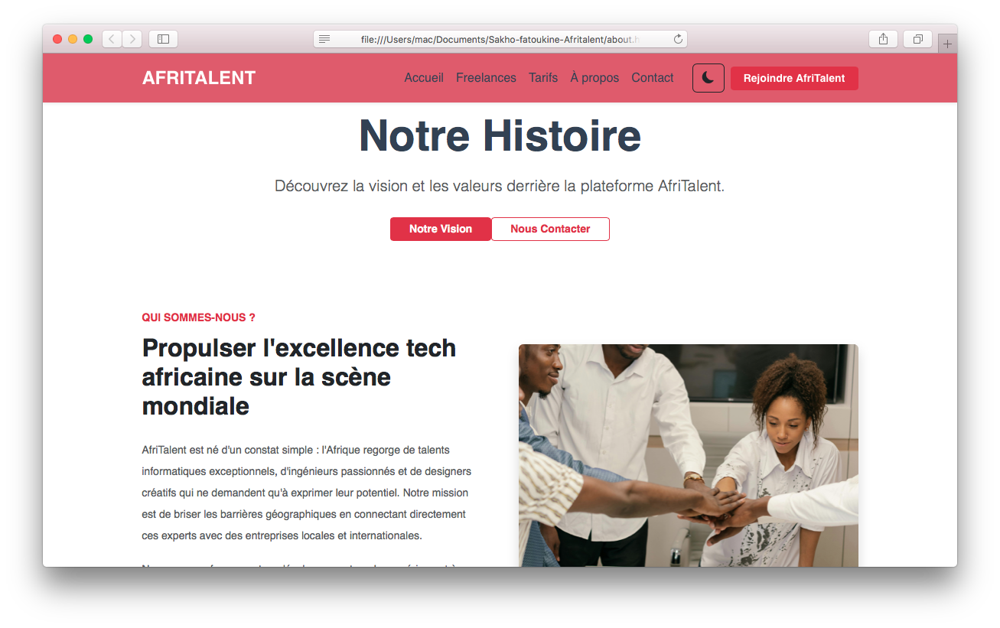 file:///Users/mac/Documents/Sakho-fatoukine-Afritalent/about.h
AFRITALENT
Accueil Freelances Tarifs À propos Contact Rejoindre AfriTalent
Notre Histoire
Découvrez la vision et les valeurs derrière la plateforme AfriTalent.
Notre Vision Nous Contacter
QUI SOMMES-NOUS ?
Propulser l'excellence tech
africaine sur la scène
mondiale
AfriTalent est né d'un constat simple : l'Afrique regorge de talents
informatiques exceptionnels, d'ingénieurs passionnés et de designers
créatifs qui ne demandent qu'à exprimer leur potentiel. Notre mission
est de briser les barrières géographiques en connectant directement
ces experts avec des entreprises locales et internationales.